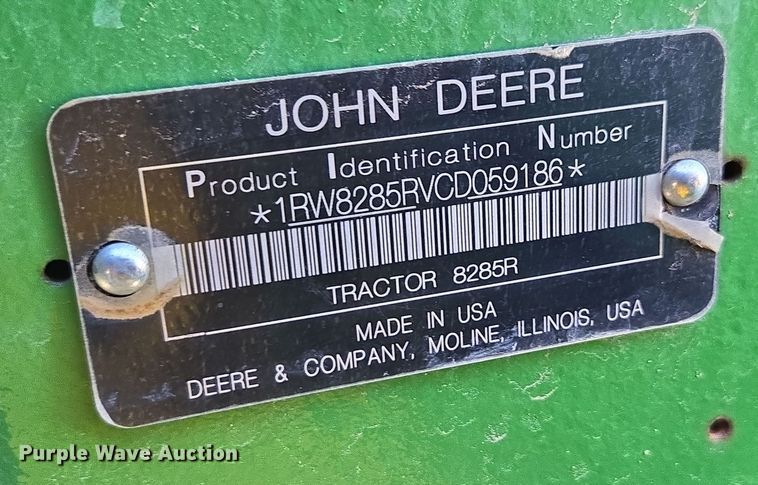 JOHN DEERE
Product Identification Number
*1RW8285RVCD059186*
TRACTOR 8285R
MADE IN USA
DEERE & COMPANY, MOLINE, ILLINOIS, USA
Purple Wave Auction